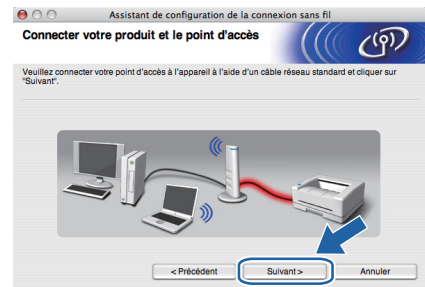 Assistant de configuration de la connexion sans fil
Connecter votre produit et le point d'accès
Veuillez connecter votre point d'accès à l'appareil à l'aide d'un câble réseau standard et cliquer sur
"Suivant".
< Précédent
Suivant >
Annuler